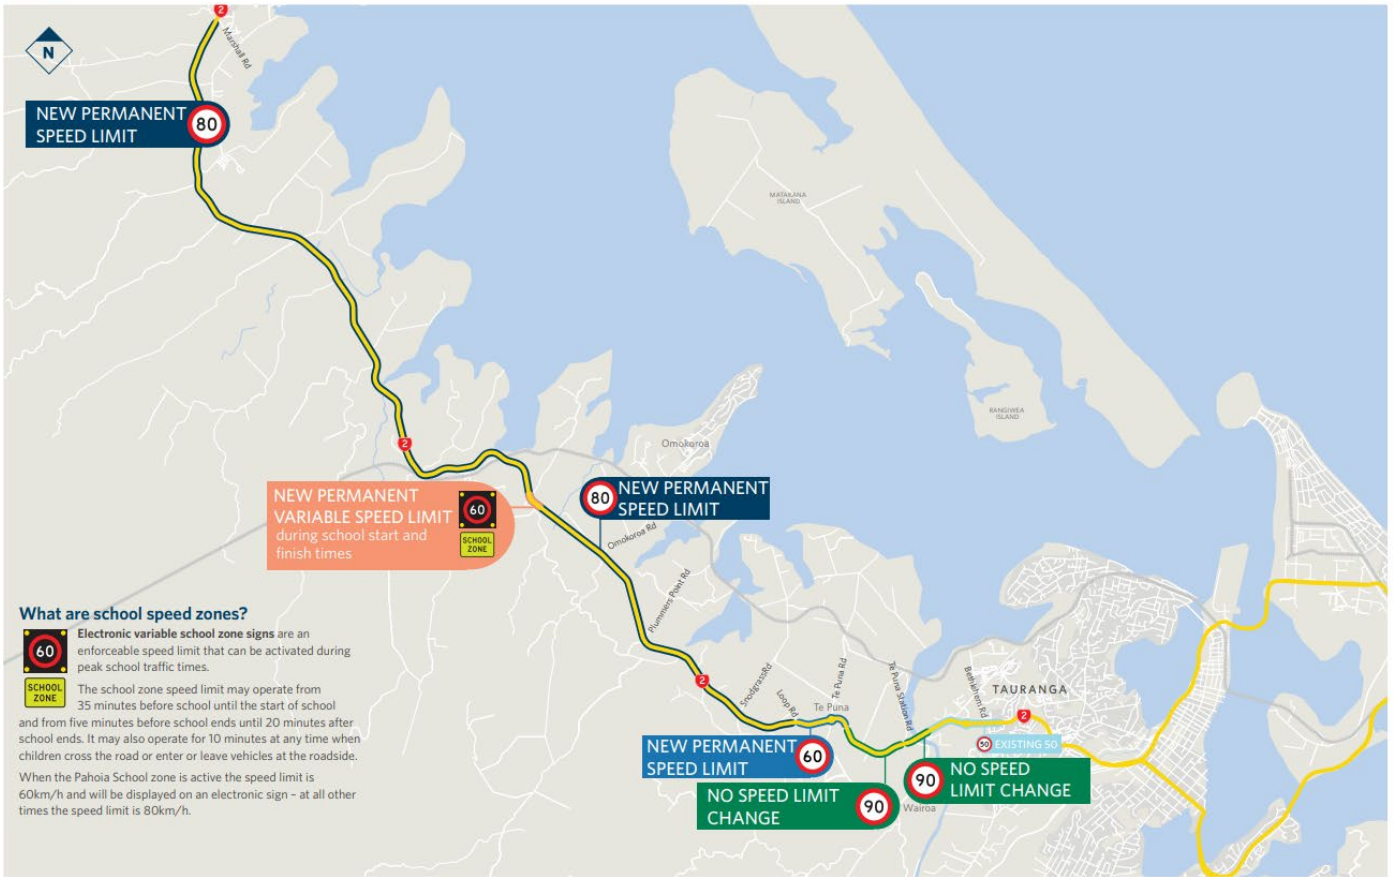 2
Marshall Rd
N
NEW PERMANENT
SPEED LIMIT
80
MATAKANA
ISLAND
RANGIWEA
ISLAND
Omokoroa
2
NEW PERMANENT
VARIABLE SPEED LIMIT
during school start and
finish times
60
SCHOOL
ZONE
80
NEW PERMANENT
SPEED LIMIT
Omokoroa Rd
Plummers Point Rd
What are school speed zones?
60
SCHOOL
ZONE
Electronic variable school zone signs are an
enforceable speed limit that can be activated during
peak school traffic times.
The school zone speed limit may operate from
35 minutes before school until the start of school
and from five minutes before school ends until 20 minutes after
school ends. It may also operate for 10 minutes at any time when
children cross the road or enter or leave vehicles at the roadside.
When the Pahoia School zone is active the speed limit is
60km/h and will be displayed on an electronic sign – at all other
times the speed limit is 80km/h.
2
Snodgrass Rd
Loop Rd
Te Puna Rd
Te Puna
Te Puna Station Rd
Bethlehem Rd
TAURANGA
2
50 EXISTING 50
NEW PERMANENT
SPEED LIMIT
60
NO SPEED LIMIT
CHANGE
90
90
NO SPEED
LIMIT CHANGE
Wairoa